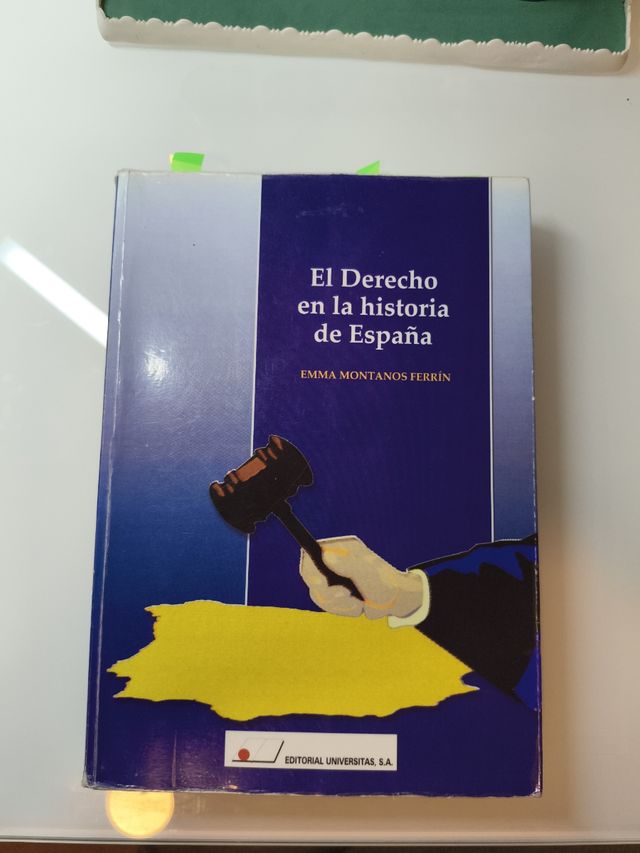 El Derecho
en la historia
de España
EMMA MONTANOS FERRÍN
EDITORIAL UNIVERSITAS, S.A.